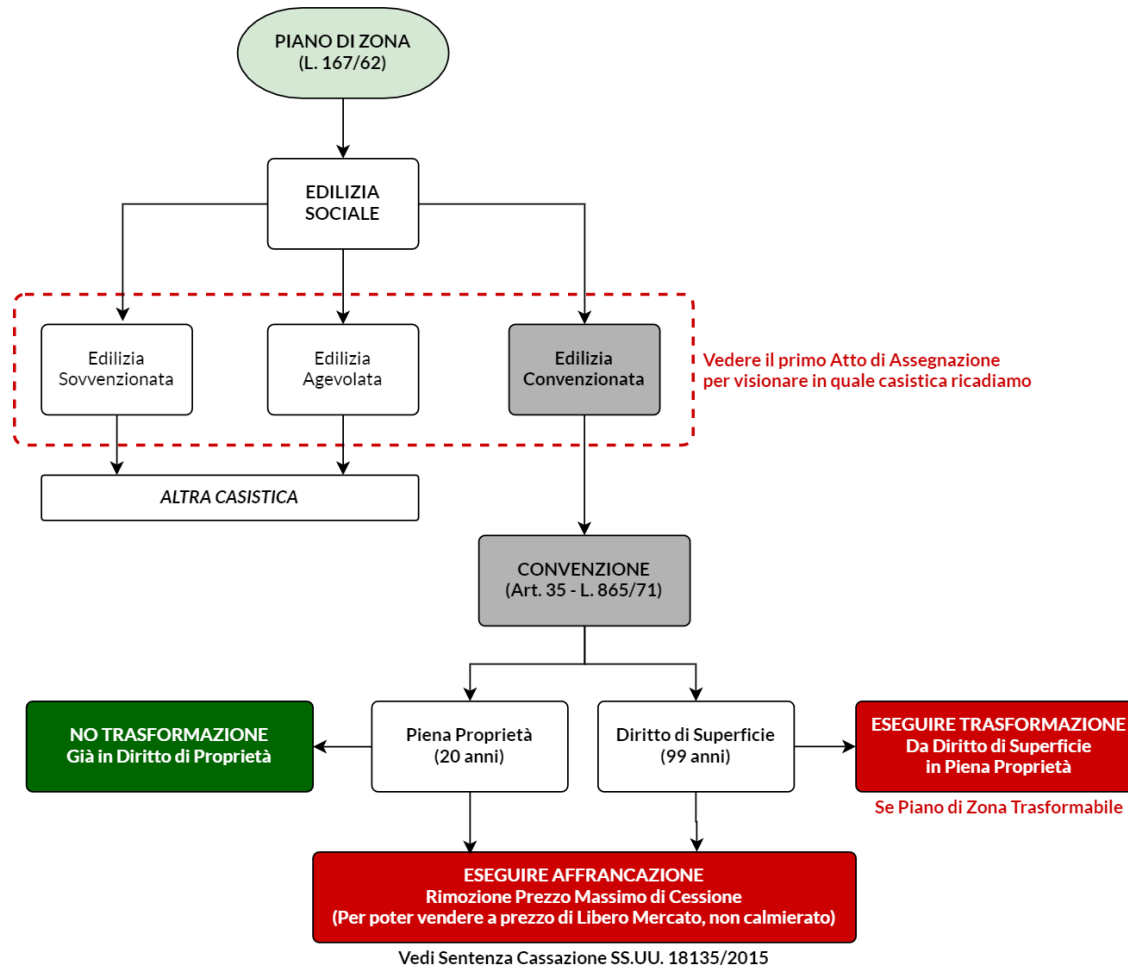 PIANO DI ZONA
(L. 167/62)
EDILIZIA
SOCIALE
Edilizia
Sovvenzionata
Edilizia
Agevolata
Edilizia
Convenzionata
Vedere il primo Atto di Assegnazione
per visionare in quale casistica ricadiamo
ALTRA CASISTICA
CONVENZIONE
(Art. 35 - L. 865/71)
NO TRASFORMAZIONE
Già in Diritto di Proprietà
Piena Proprietà
(20 anni)
Diritto di Superficie
(99 anni)
ESEGUIRE TRASFORMAZIONE
Da Diritto di Superficie
in Piena Proprietà
Se Piano di Zona Trasformabile
ESEGUIRE AFFRANCAZIONE
Rimozione Prezzo Massimo di Cessione
(Per poter vendere a prezzo di Libero Mercato, non calmierato)
Vedi Sentenza Cassazione SS.UU. 18135/2015